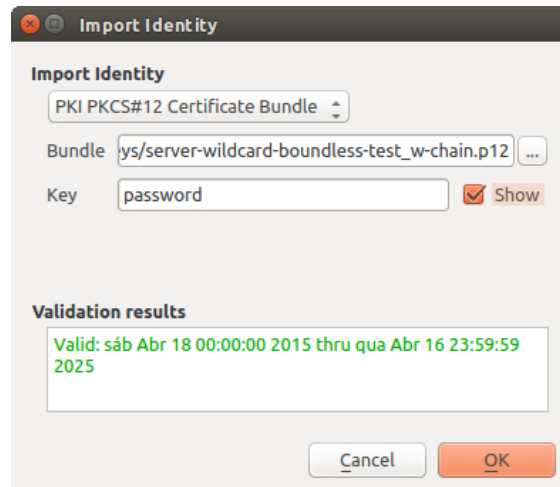 Import Identity
Import Identity
PKI PKCS#12 Certificate Bundle
Bundle ys/server-wildcard-boundless-test_w-chain.p12 ...
Key password Show
Validation results
Valid: sáb Abr 18 00:00:00 2015 thru qua Abr 16 23:59:59
2025
Cancel OK